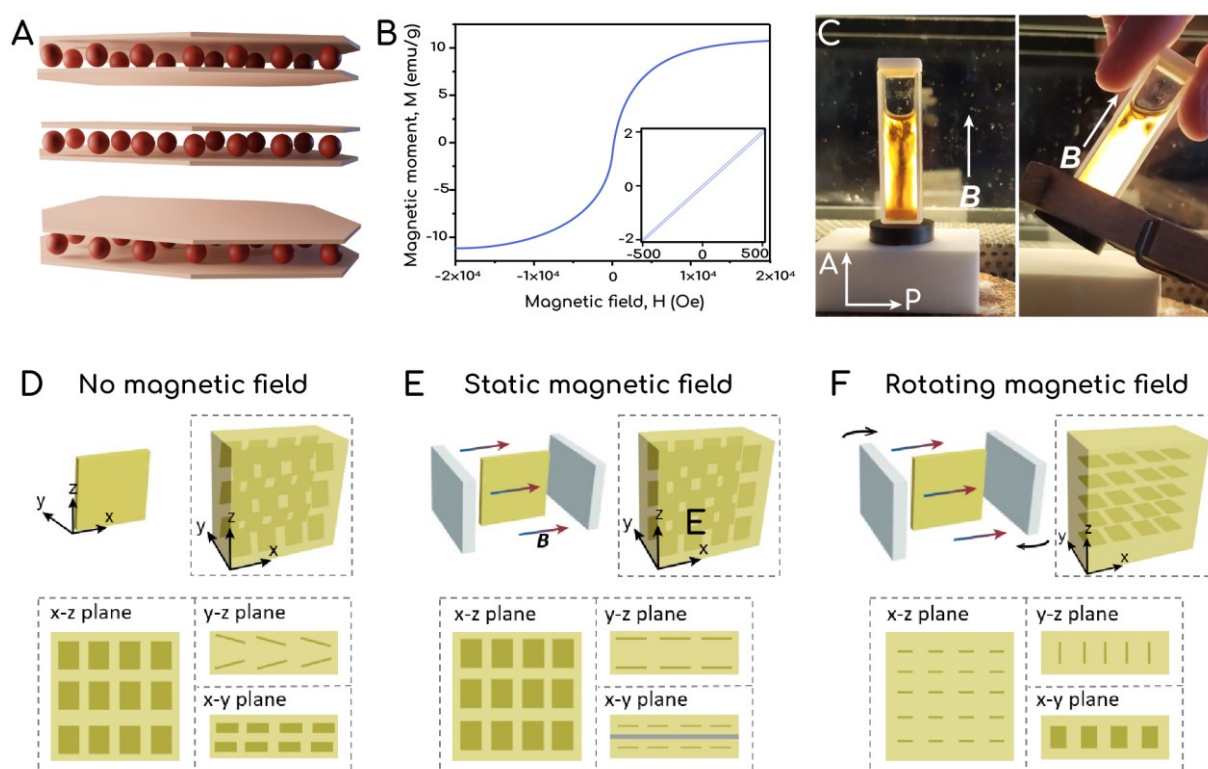 A
B
Magnetic moment, M (emu/g)
10
5
0
-5
-10
2
0
-2
-500
0
500
-2×10⁴
-1×10⁴
0
1×10⁴
2×10⁴
Magnetic field, H (Oe)
C
B
A
P
B
D No magnetic field
y
z
x
y
z
x
x-z plane
y-z plane
x-y plane
E Static magnetic field
B
E
y
z
x
x-z plane
y-z plane
x-y plane
F Rotating magnetic field
y
z
x
x-z plane
y-z plane
x-y plane